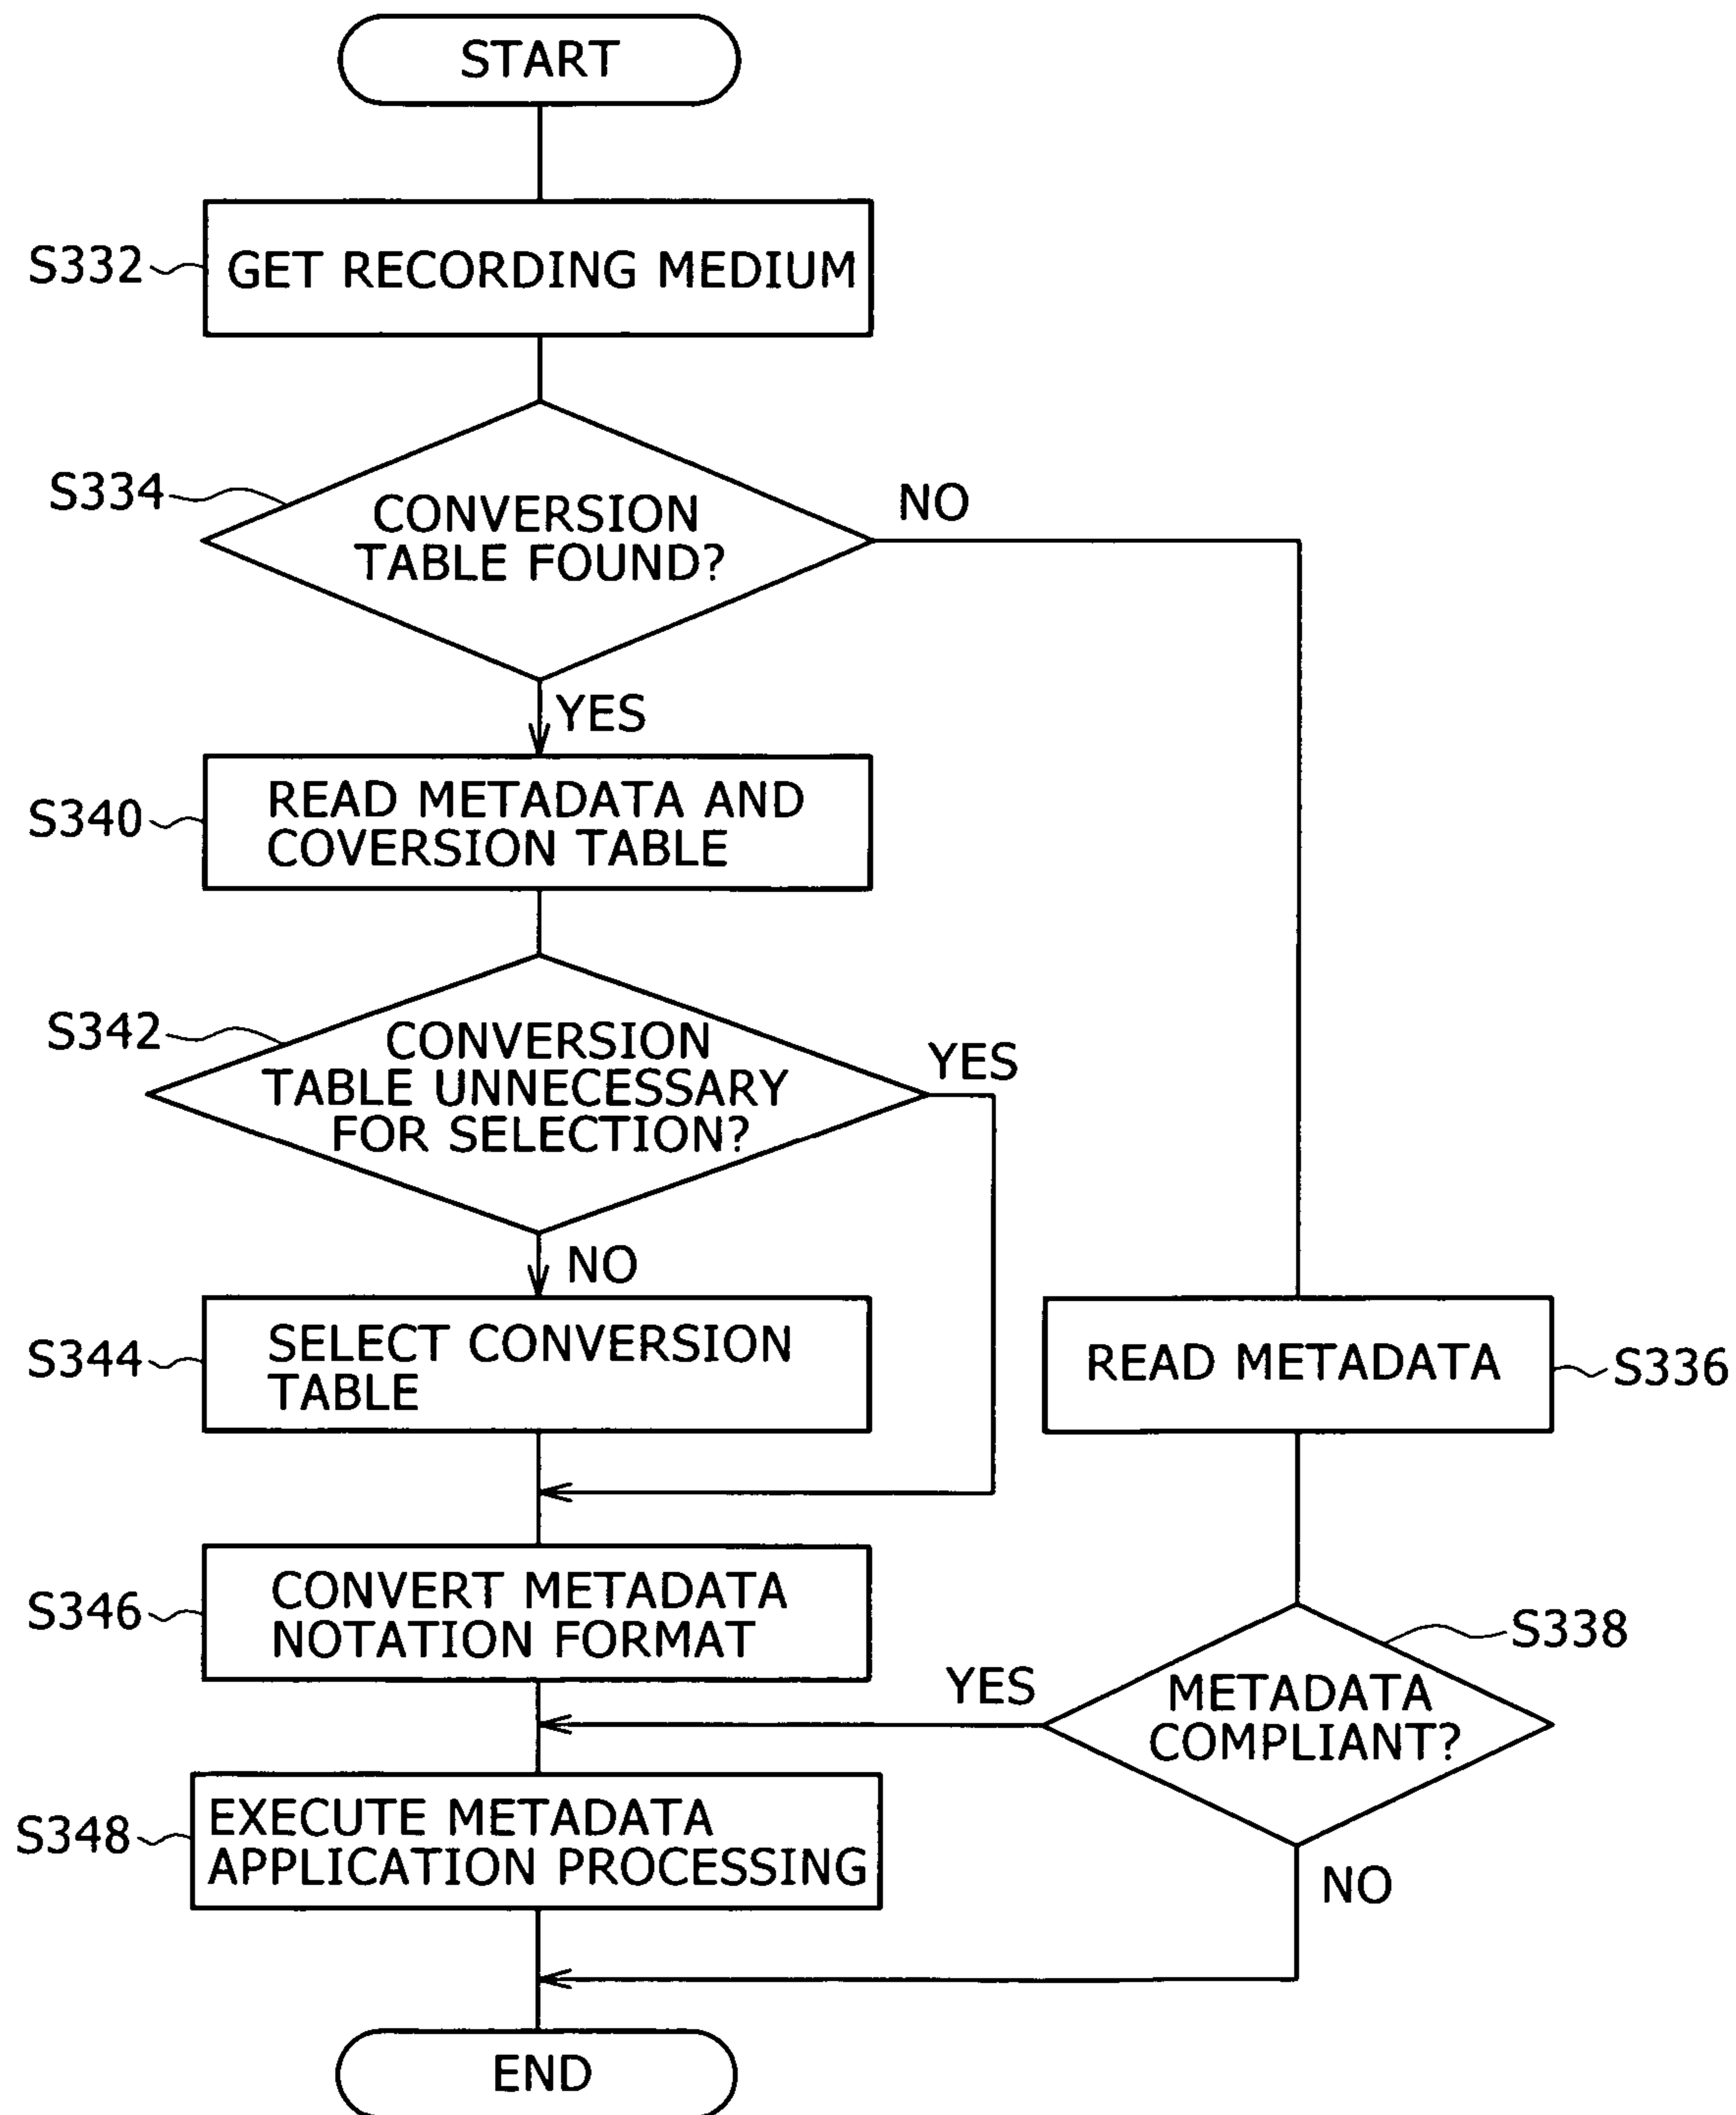 START
S332
GET RECORDING MEDIUM
S334
CONVERSION
TABLE FOUND?
NO
YES
S340
READ METADATA AND
COVERSION TABLE
S342
CONVERSION
TABLE UNNECESSARY
FOR SELECTION?
YES
NO
S344
SELECT CONVERSION
TABLE
READ METADATA
S336
S346
CONVERT METADATA
NOTATION FORMAT
S338
METADATA
COMPLIANT?
YES
NO
S348
EXECUTE METADATA
APPLICATION PROCESSING
END